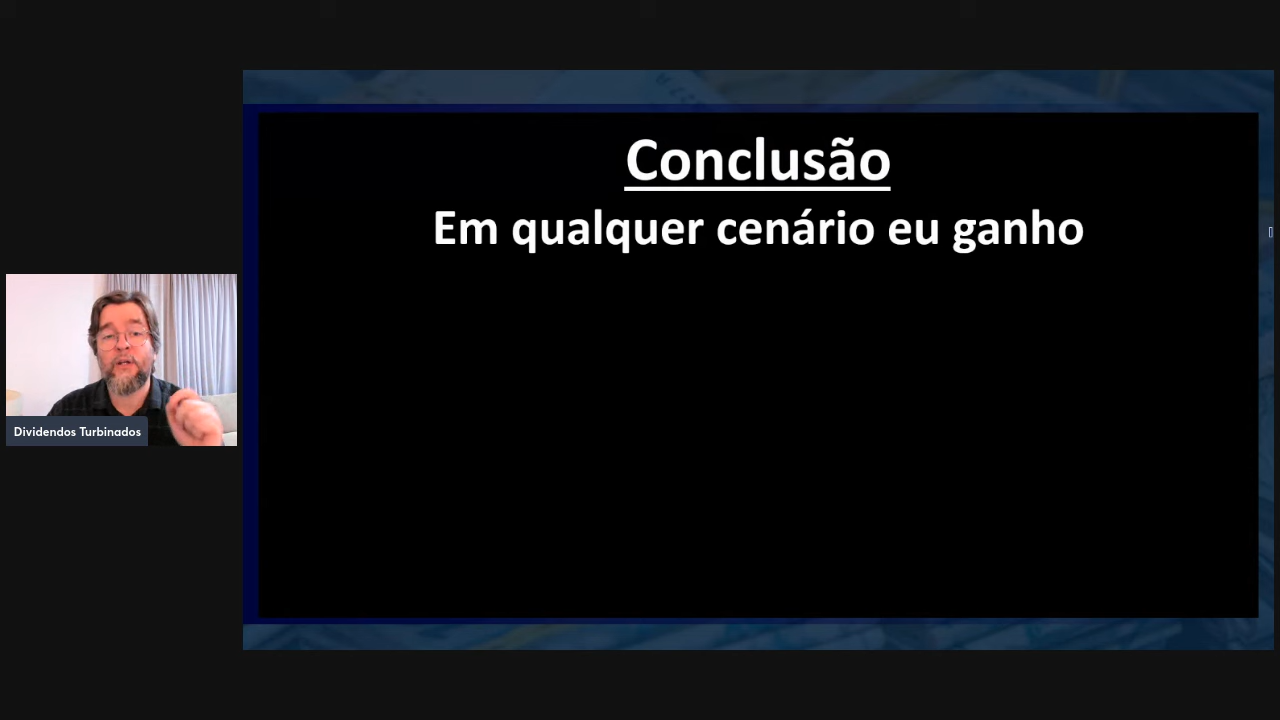 Conclusão
Em qualquer cenário eu ganho
Dividendos Turbinados